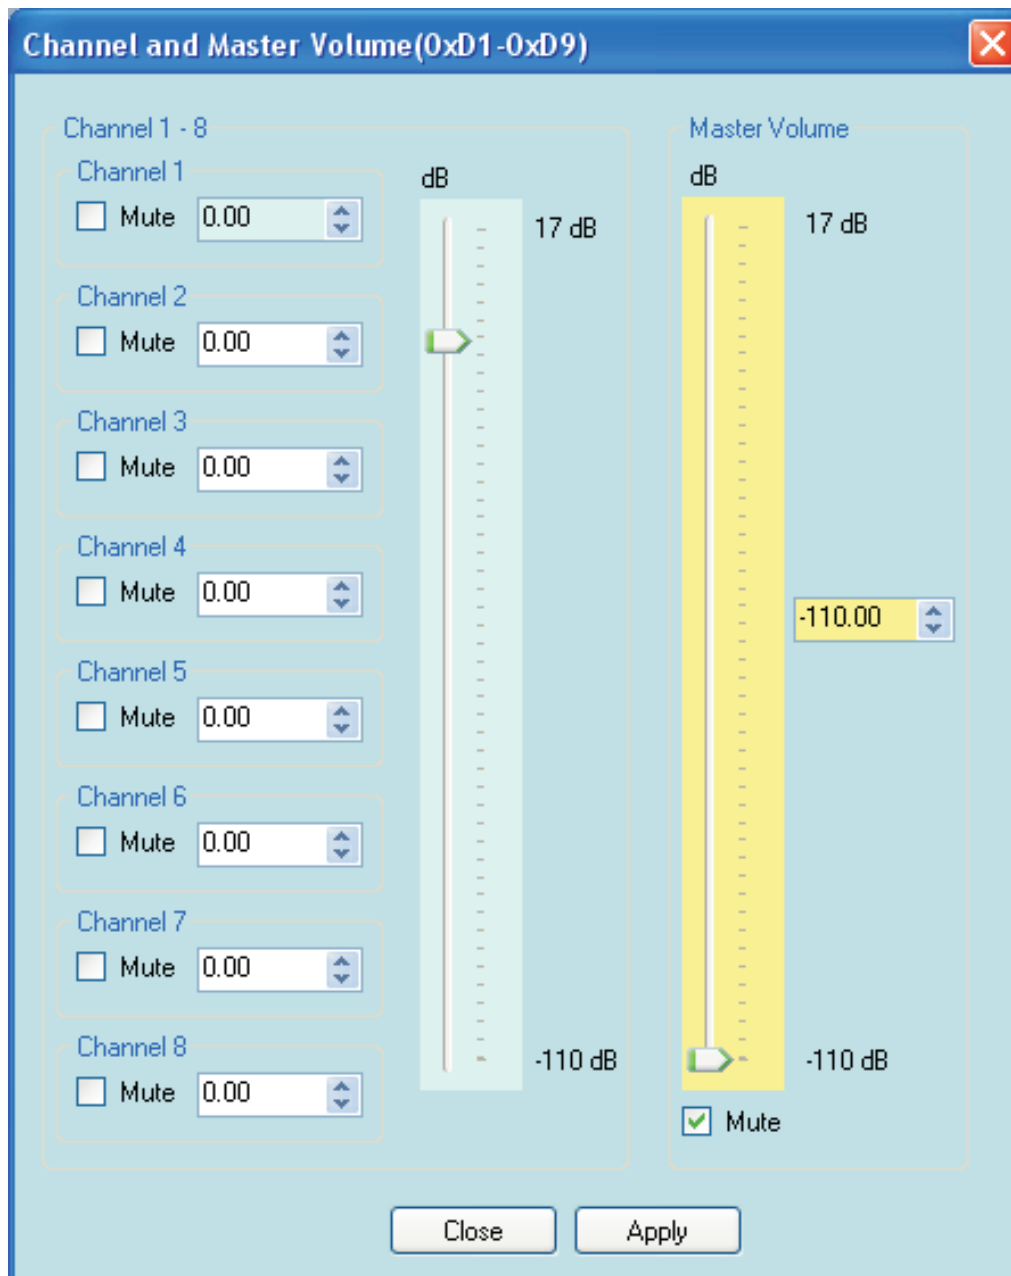 Channel and Master Volume(0xD1-0xD9)
Channel 1 - 8
Channel 1
Mute 0.00
Channel 2
Mute 0.00
Channel 3
Mute 0.00
Channel 4
Mute 0.00
Channel 5
Mute 0.00
Channel 6
Mute 0.00
Channel 7
Mute 0.00
Channel 8
Mute 0.00
dB
17 dB
-110 dB
Master Volume
dB
17 dB
-110.00
-110 dB
Mute
Close
Apply